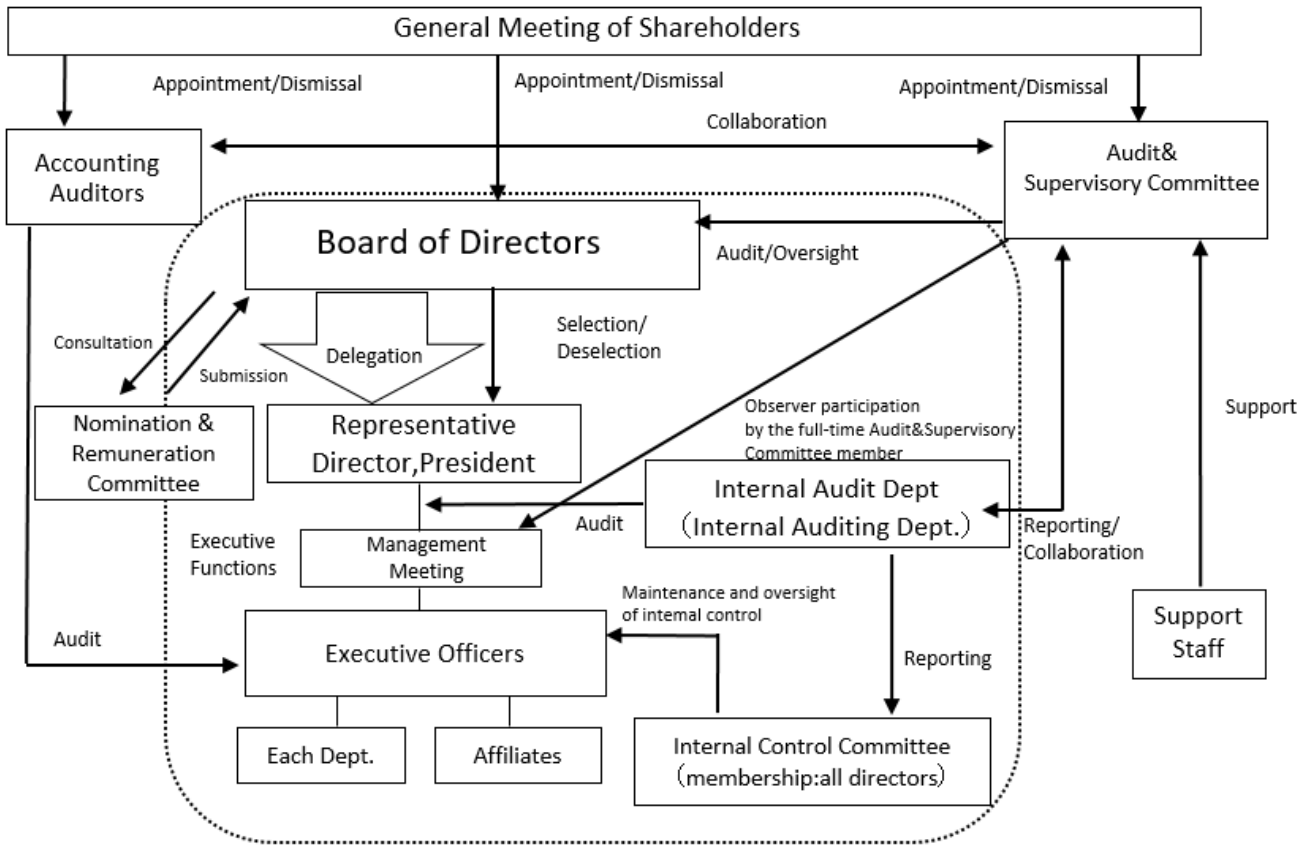 General Meeting of Shareholders
Appointment/Dismissal
Appointment/Dismissal
Appointment/Dismissal
Collaboration
Accounting
Auditors
Audit&
Supervisory Committee
Board of Directors
Audit/Oversight
Consultation
Submission
Delegation
Selection/
Deselection
Nomination &
Remuneration
Committee
Representative
Director,President
Observer participation
by the full-time Audit&Supervisory
Committee member
Support
Internal Audit Dept
（Internal Auditing Dept.）
Audit
Reporting/
Collaboration
Executive
Functions
Management
Meeting
Maintenance and oversight
of internal control
Support
Staff
Audit
Executive Officers
Reporting
Each Dept.
Affiliates
Internal Control Committee
（membership:all directors）